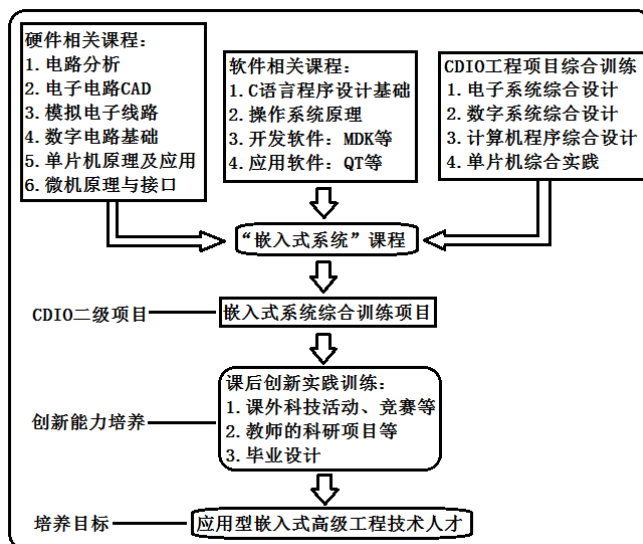 硬件相关课程：
1. 电路分析
2. 电子电路CAD
3. 模拟电子线路
4. 数字电路基础
5. 单片机原理及应用
6. 微机原理与接口
软件相关课程：
1. C语言程序设计基础
2. 操作系统原理
3. 开发软件：MDK等
4. 应用软件：QT等
CDIO工程项目综合训练
1. 电子系统综合设计
2. 数字系统综合设计
3. 计算机程序综合设计
4. 单片机综合实践
“嵌入式系统”课程
CDIO二级项目
嵌入式系统综合训练项目
创新能力培养
课后创新实践训练：
1. 课外科技活动、竞赛等
2. 教师的科研项目等
3. 毕业设计
培养目标
应用型嵌入式高级工程技术人才